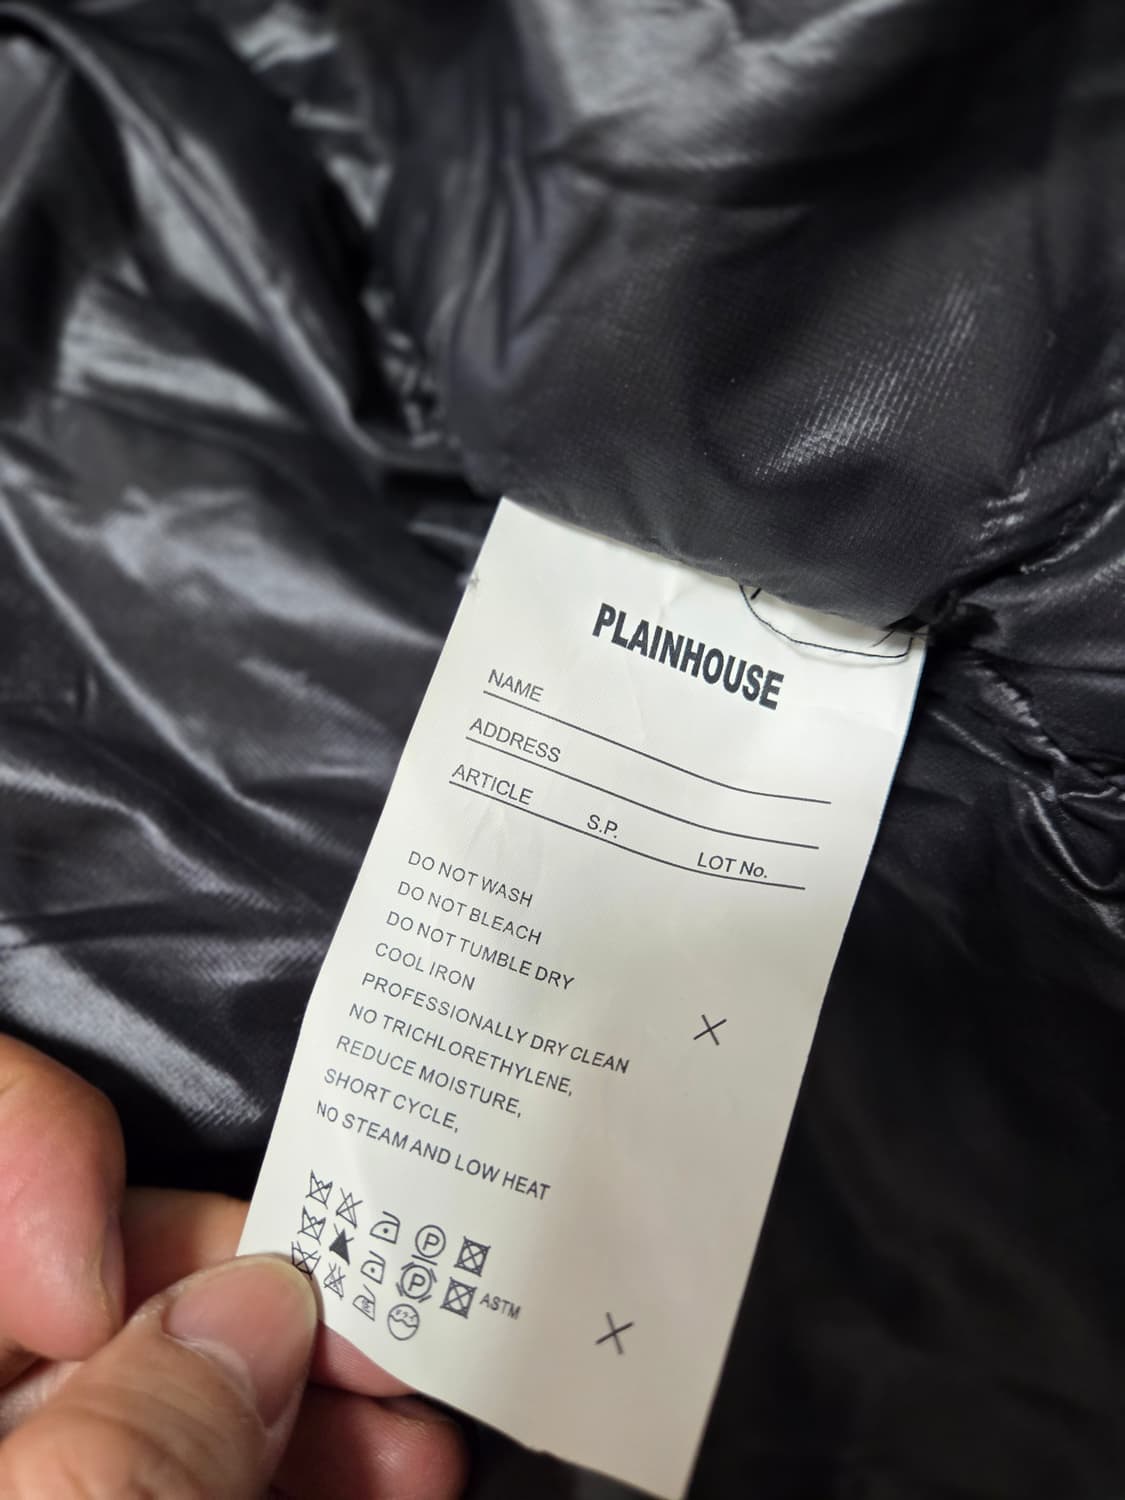 PLAINHOUSE
NAME
ADDRESS
ARTICLE S.P. LOT No.
DO NOT WASH
DO NOT BLEACH
DO NOT TUMBLE DRY
COOL IRON
PROFESSIONALLY DRY CLEAN
NO TRICHLORETHYLENE,
REDUCE MOISTURE,
SHORT CYCLE,
NO STEAM AND LOW HEAT
P
P ASTM